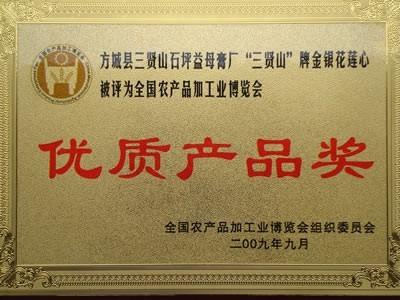 方城县三贤山石坪益母膏厂“三贤山”牌金银花莲心
被评为全国农产品加工业博览会
优质产品奖
全国农产品加工业博览会组织委员会
二00九年九月